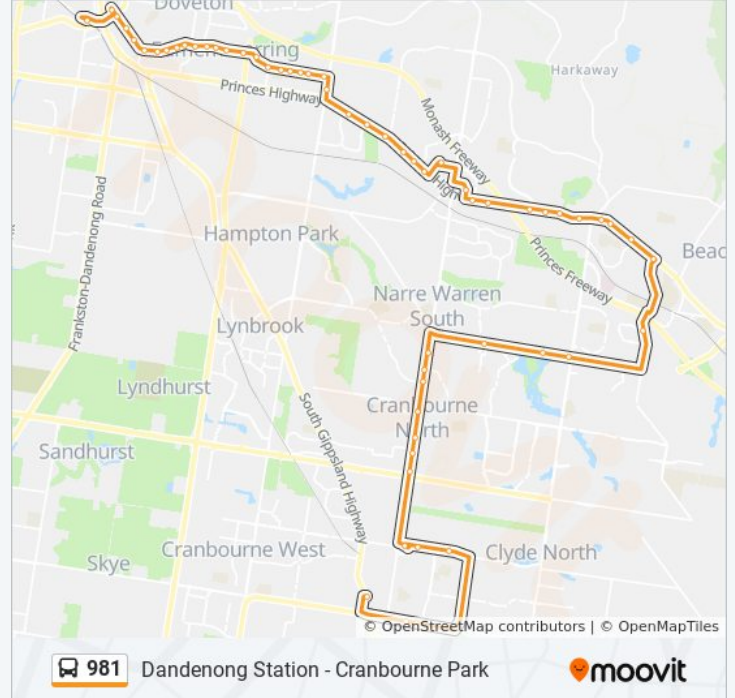 Doveton
Harkaway
Princes Highway
Monash Freeway
High
Hampton Park
Frankston-Dandenong Road
Princes Freeway
Beac
Narre Warren
South
Lynbrook
Lyndhurst
South Gippsland Highway
Cranbourne
North
Sandhurst
Cranbourne West
Clyde North
Skye
© OpenStreetMap contributors | © OpenMapTiles
981
Dandenong Station - Cranbourne Park
moovit